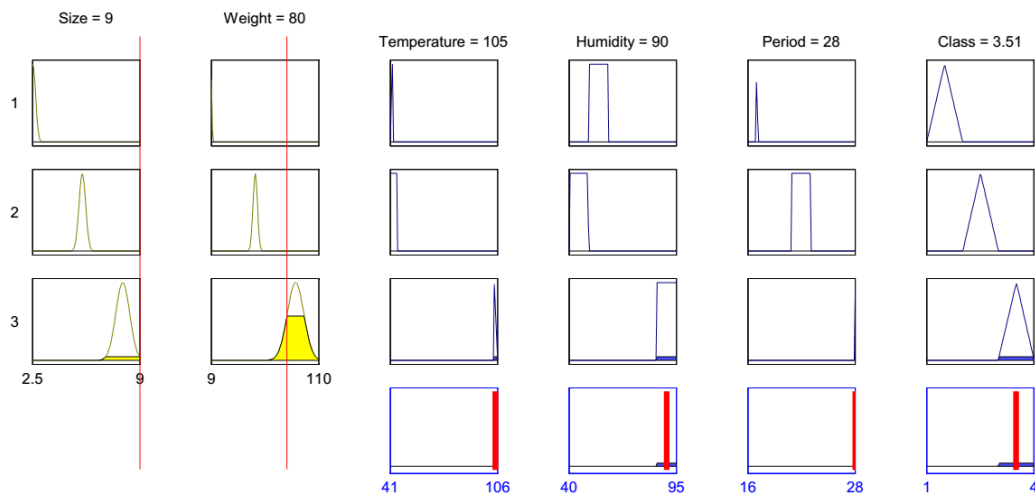 Size = 9
Weight = 80
Temperature = 105
Humidity = 90
Period = 28
Class = 3.51
1
2
3
2.5
9
9
110
41
106
40
95
16
28
1
4